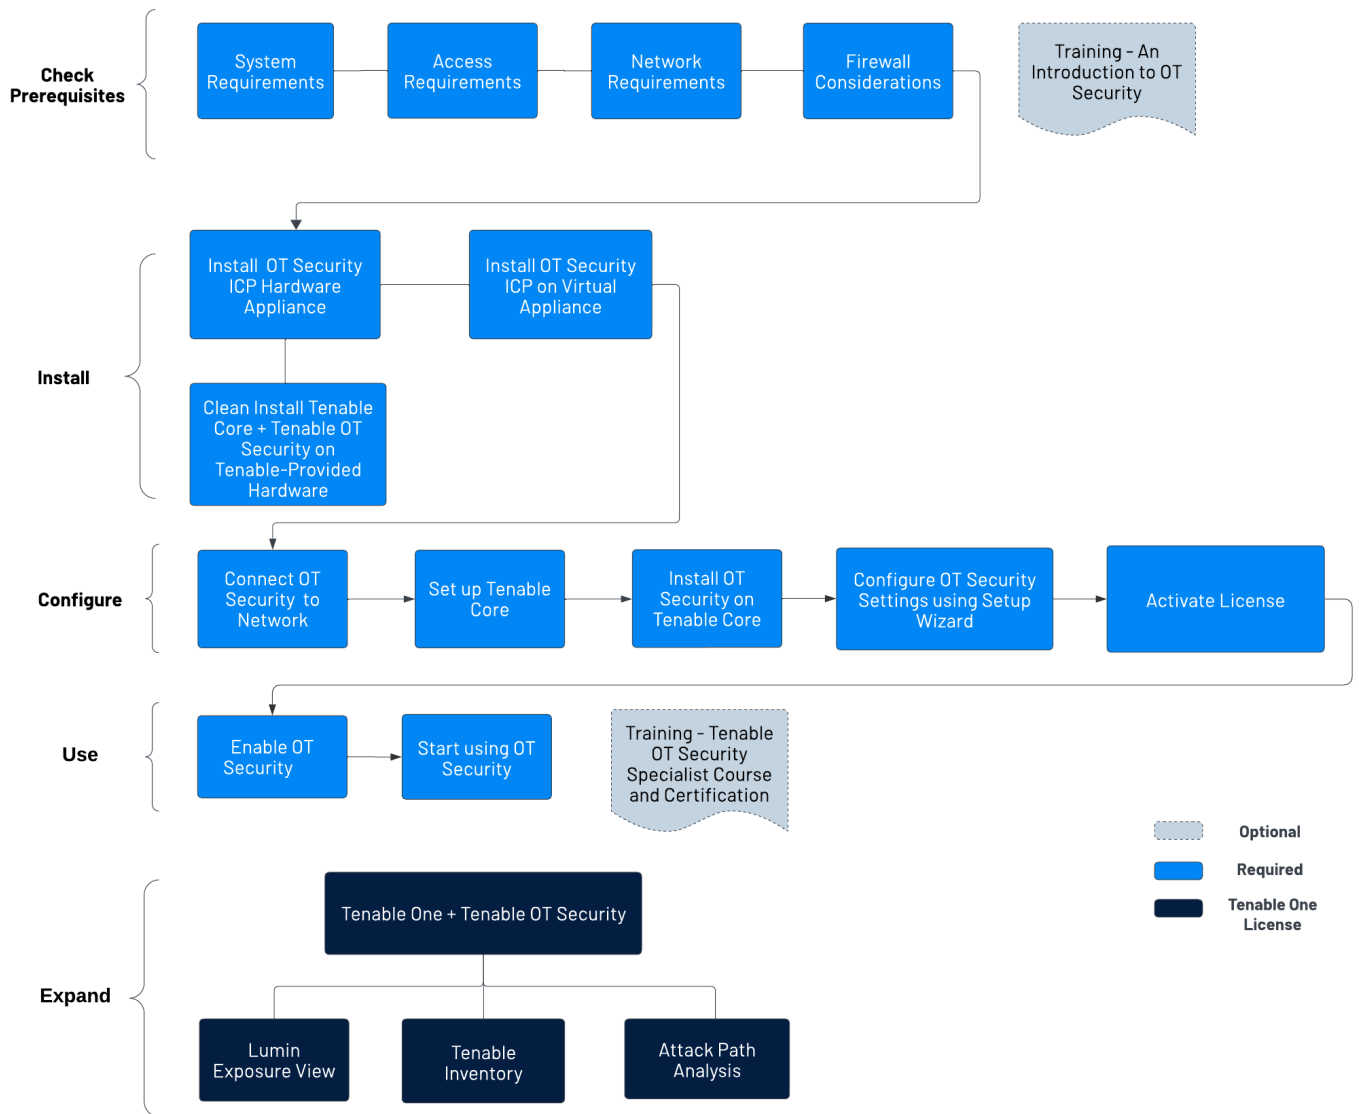 Check
Prerequisites
System
Requirements
Access
Requirements
Network
Requirements
Firewall
Considerations
Training - An
Introduction to OT
Security
Install
Install OT Security
ICP Hardware
Appliance
Install OT Security
ICP on Virtual
Appliance
Clean Install Tenable
Core + Tenable OT
Security on
Tenable-Provided
Hardware
Configure
Connect OT
Security to
Network
Set up Tenable
Core
Install OT
Security on
Tenable Core
Configure OT Security
Settings using Setup
Wizard
Activate License
Use
Enable OT
Security
Start using OT
Security
Training - Tenable
OT Security
Specialist Course
and Certification
Optional
Required
Tenable One
License
Expand
Tenable One + Tenable OT Security
Lumin
Exposure View
Tenable
Inventory
Attack Path
Analysis